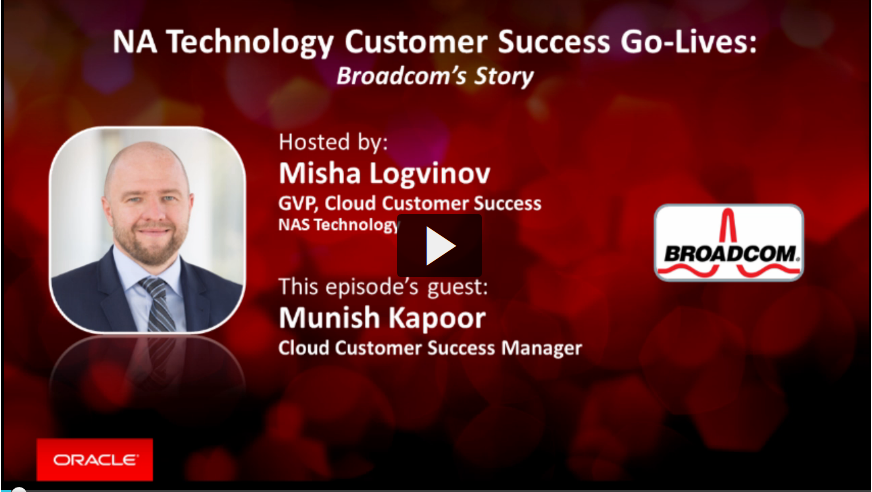 NA Technology Customer Success Go-Lives:
Broadcom's Story
Hosted by:
Misha Logvinov
GVP, Cloud Customer Success
NAS Technology
This episode's guest:
Munish Kapoor
Cloud Customer Success Manager
BROADCOM®
ORACLE®